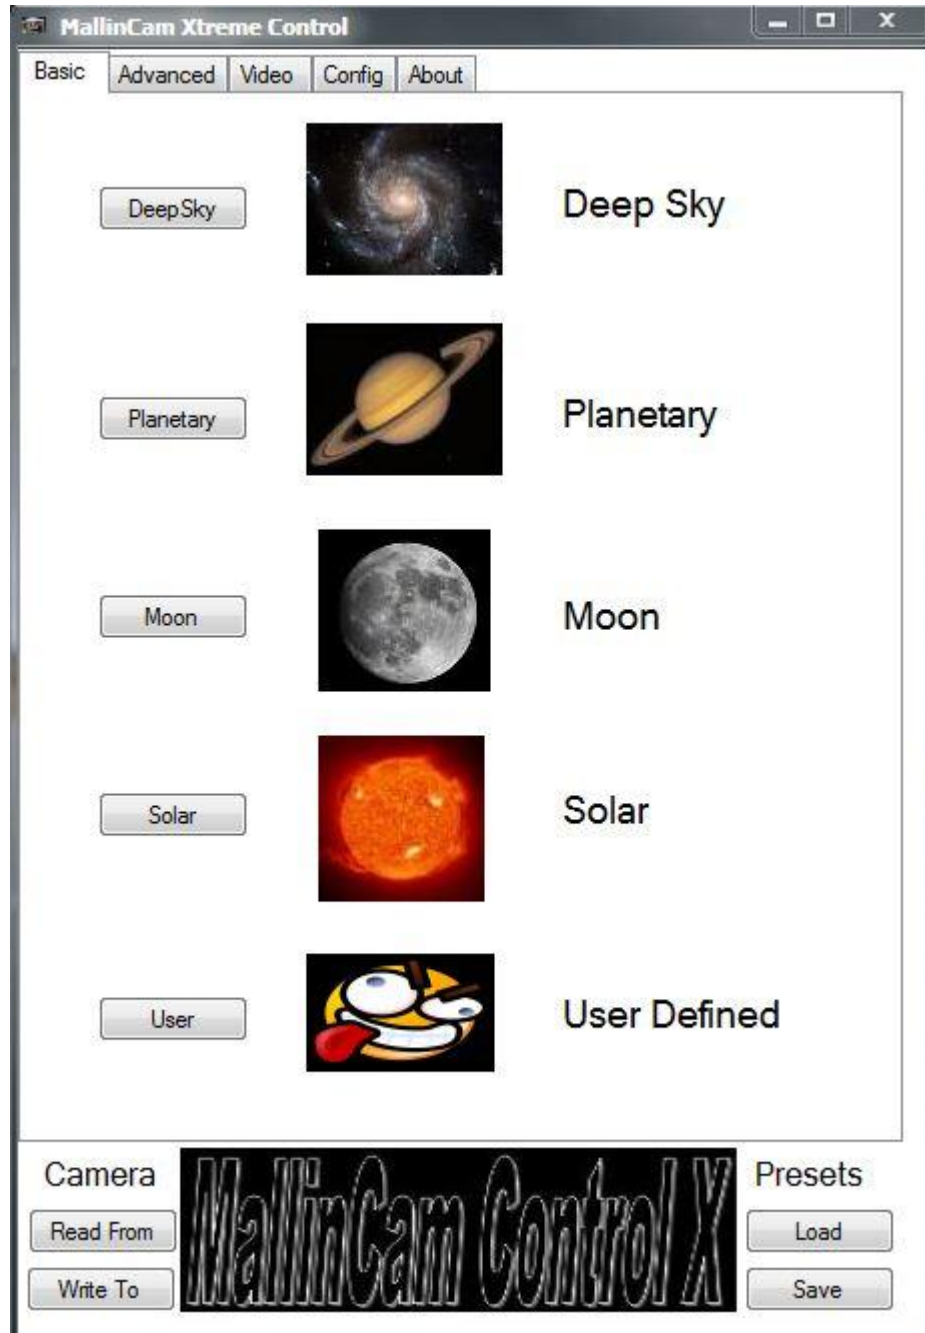 MallinCam Xtreme Control
Basic Advanced Video Config About
DeepSky Deep Sky
Planetary Planetary
Moon Moon
Solar Solar
User User Defined
Camera MallinCam Control X Presets
Read From Load
Write To Save